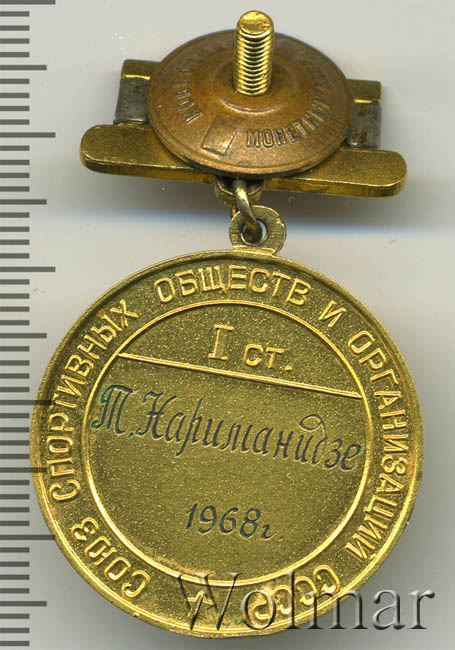 МОНЕТНЫЙ
СОЮЗ СПОРТИВНЫХ ОБЩЕСТВ И ОРГАНИЗАЦИЙ СССР
I ст.
Т. Нариманидзе
1968г.
Wolmar